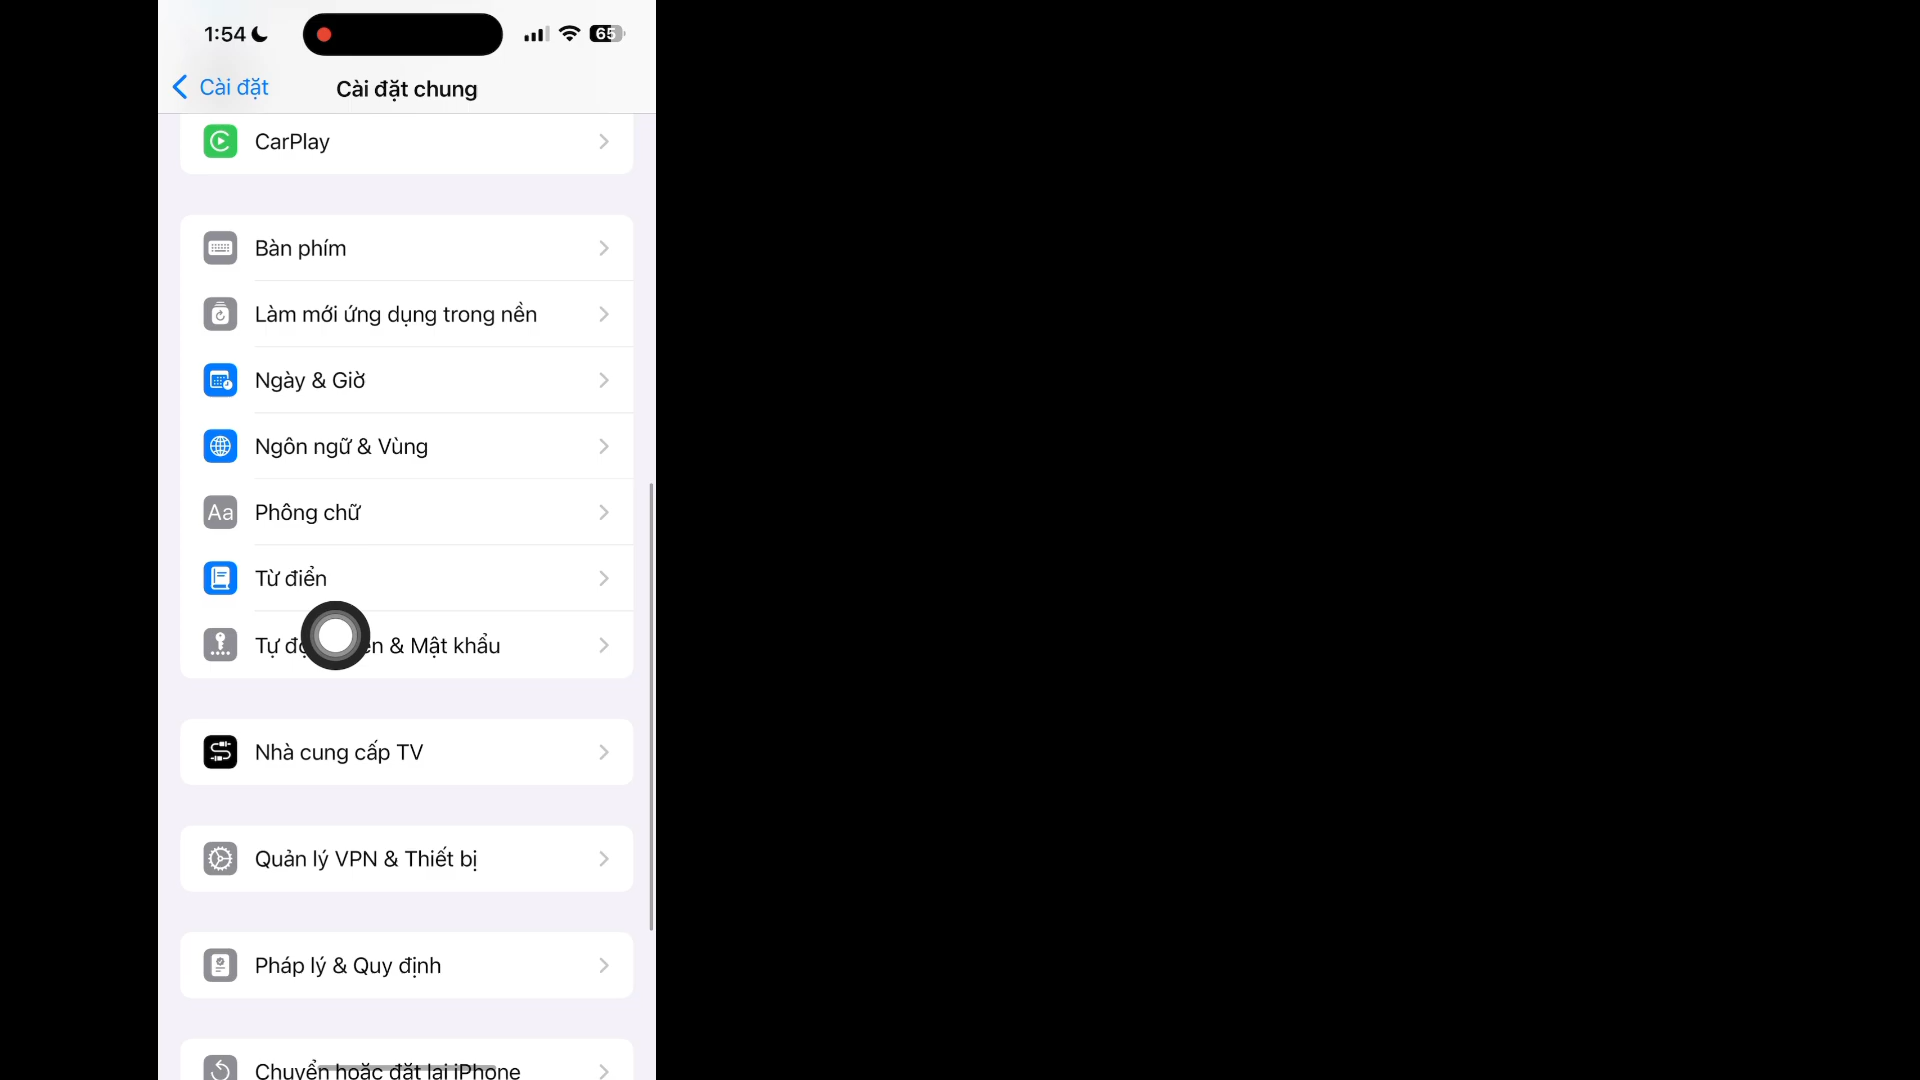 1:54
65
Cài đặt
Cài đặt chung
CarPlay
Bàn phím
Làm mới ứng dụng trong nền
Ngày & Giờ
Ngôn ngữ & Vùng
Aa
Phông chữ
Từ điển
Tự & Mật khẩu
Nhà cung cấp TV
Quản lý VPN & Thiết bị
Pháp lý & Quy định
Chuyển hoặc đặt lại iPhone